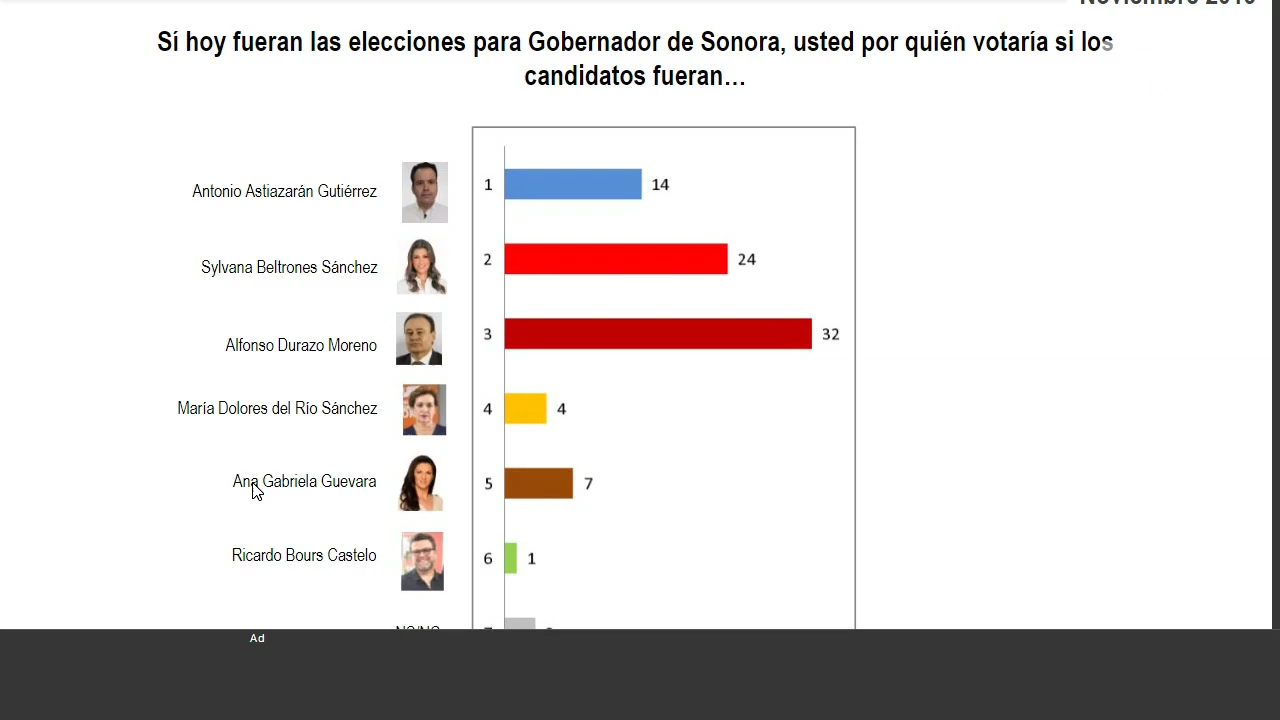 Sí hoy fueran las elecciones para Gobernador de Sonora, usted por quién votaría si los
candidatos fueran...
Antonio Astiazarán Gutiérrez 1 14
Sylvana Beltrones Sánchez 2 24
Alfonso Durazo Moreno 3 32
María Dolores del Río Sánchez 4 4
Ana Gabriela Guevara 5 7
Ricardo Bours Castelo 6 1
Ad